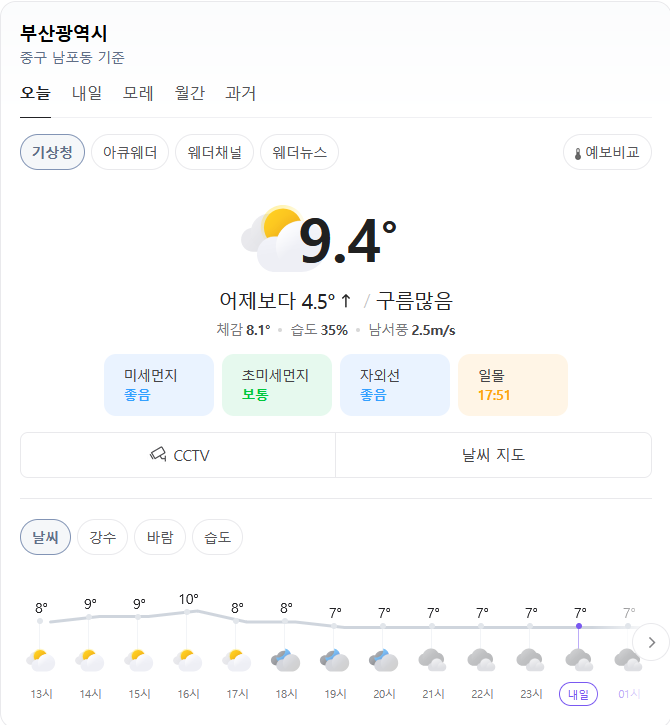 부산광역시
중구 남포동 기준
오늘 내일 모레 월간 과거
기상청 아큐웨더 웨더채널 웨더뉴스 예보비교
9.4°
어제보다 4.5° ↑ / 구름많음
체감 8.1° • 습도 35% • 남서풍 2.5m/s
미세먼지 초미세먼지 자외선 일몰
좋음 보통 좋음 17:51
CCTV 날씨 지도
날씨 강수 바람 습도
8° 9° 9° 10° 8° 8° 7° 7° 7° 7° 7° 7° 7°
13시 14시 15시 16시 17시 18시 19시 20시 21시 22시 23시 내일 01시